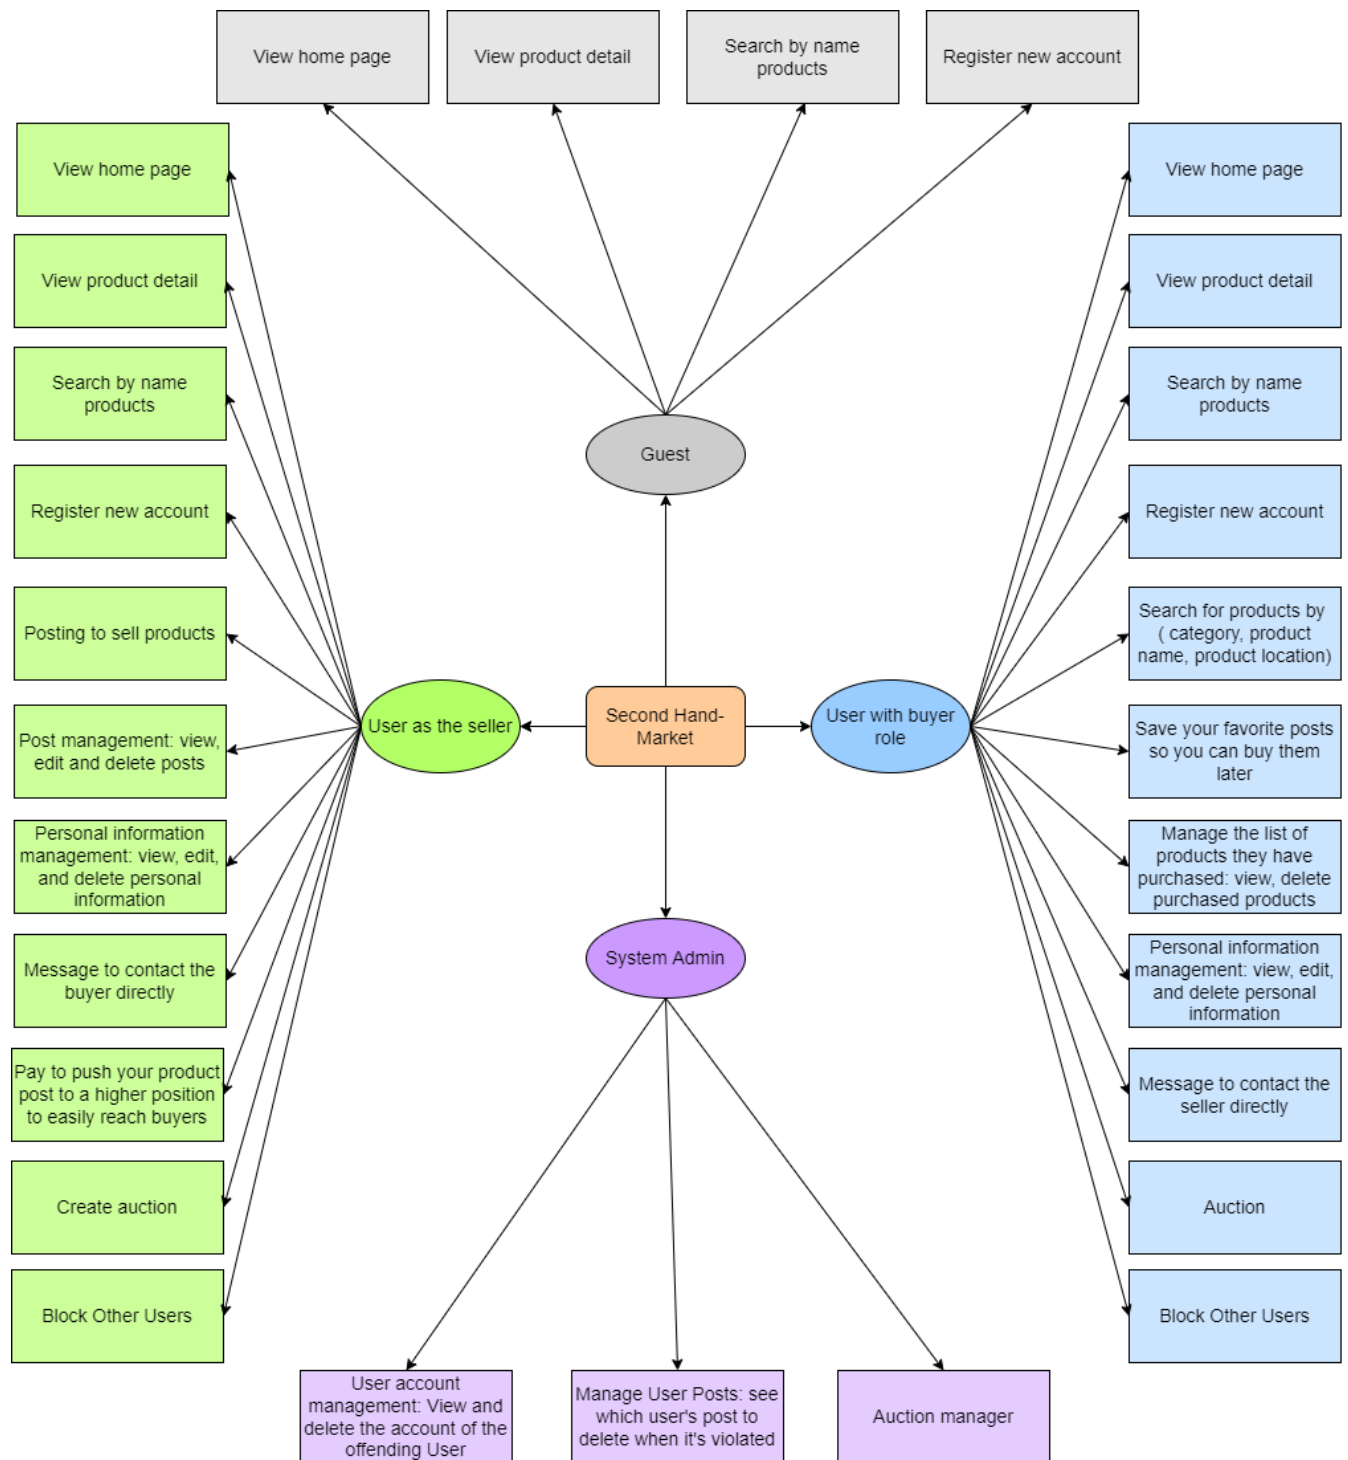 View home page
View product detail
Search by name
products
Register new account
View home page
View product detail
Search by name
products
Register new account
Posting to sell products
Post management: view,
edit and delete posts
Personal information
management: view, edit,
and delete personal
information
Message to contact the
buyer directly
Pay to push your product
post to a higher position
to easily reach buyers
Create auction
Block Other Users
Guest
User as the seller
Second Hand-
Market
User with buyer
role
System Admin
View home page
View product detail
Search by name
products
Register new account
Search for products by
( category, product
name, product location)
Save your favorite posts
so you can buy them
later
Manage the list of
products they have
purchased: view, delete
purchased products
Personal information
management: view, edit,
and delete personal
information
Message to contact the
seller directly
Auction
Block Other Users
User account
management: View and
delete the account of the
offending User
Manage User Posts: see
which user's post to
delete when it's violated
Auction manager